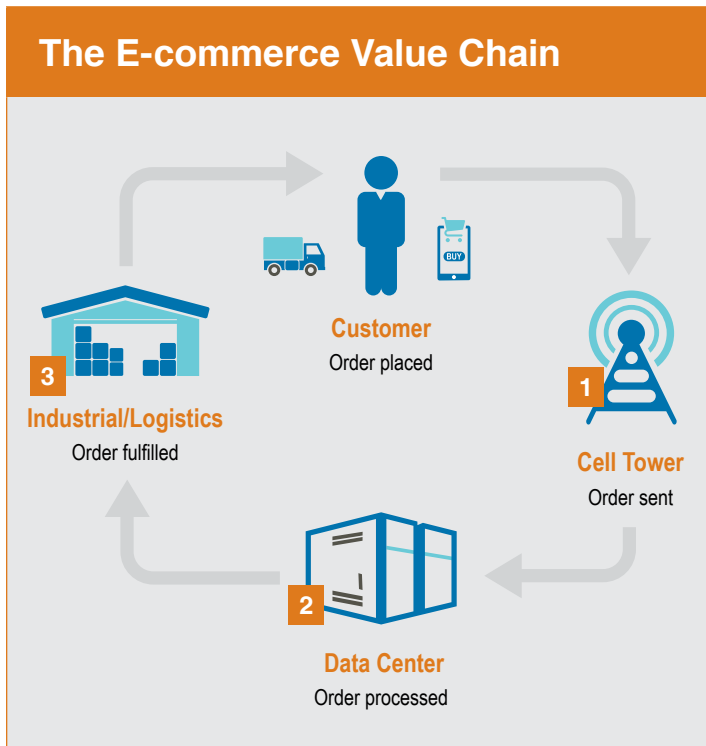 The E-commerce Value Chain
BUY
Customer
Order placed
1
Cell Tower
Order sent
2
Data Center
Order processed
3
Industrial/Logistics
Order fulfilled